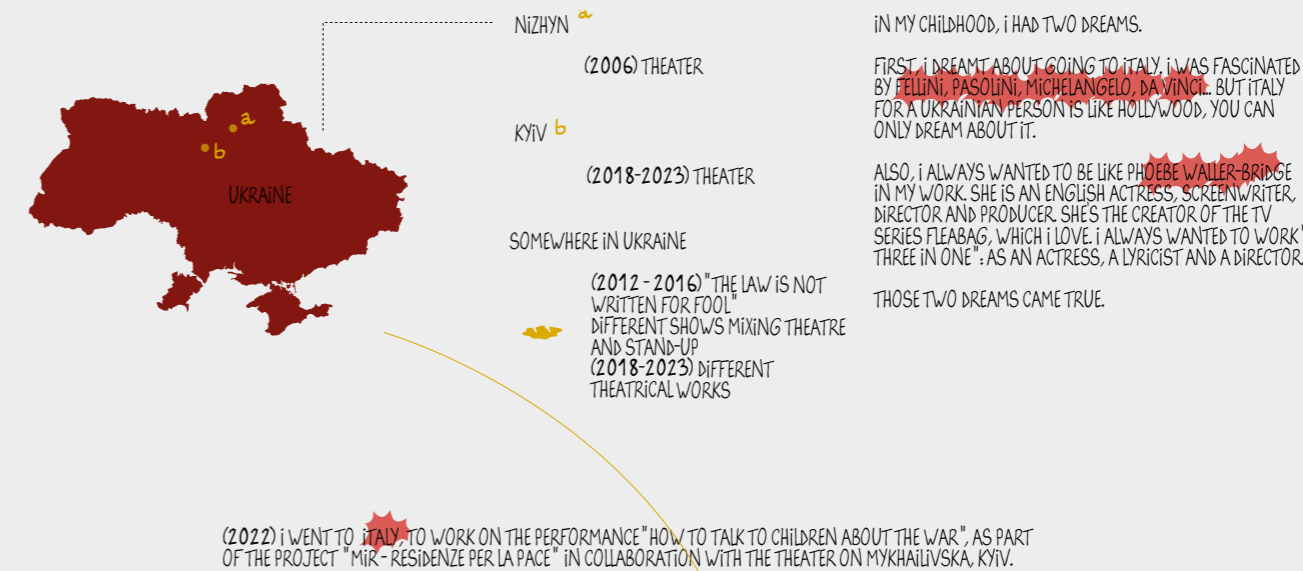 a
b
UKRAiNE
NiZHYN a
(2006) THEATER
KYiV b
(2018-2023) THEATER
SOMEWHERE iN UKRAiNE
(2012 - 2016) "THE LAW iS NOT
WRiTTEN FOR FOOL"
DiFFERENT SHOWS MiXiNG THEATRE
AND STAND-UP
(2018-2023) DiFFERENT
THEATRiCAL WORKS
iN MY CHiLDHOOD, i HAD TWO DREAMS.
FiRST, i DREAMT ABOUT GOiNG TO iTALY. i WAS FASCiNATED
BY FELLiNi, PASOLiNi, MiCHELANGELO, DA ViNCi... BUT iTALY
FOR A UKRAiNiAN PERSON iS LiKE HOLLYWOOD, YOU CAN
ONLY DREAM ABOUT iT.
ALSO, i ALWAYS WANTED TO BE LiKE PHOEBE WALLER-BRiDGE
iN MY WORK. SHE iS AN ENGLiSH ACTRESS, SCREENWRiTER,
DiRECTOR AND PRODUCER. SHE'S THE CREATOR OF THE TV
SERiES FLEABAG, WHiCH i LOVE. i ALWAYS WANTED TO WORK "
THREE iN ONE": AS AN ACTRESS, A LYRiCiST AND A DiRECTOR.
THOSE TWO DREAMS CAME TRUE.
(2022) i WENT TO iTALY, TO WORK ON THE PERFORMANCE "HOW TO TALK TO CHiLDREN ABOUT THE WAR", AS PART
OF THE PROJECT "MiR - RESiDENZE PER LA PACE" iN COLLABORATiON WiTH THE THEATER ON MYKHAiLiVSKA, KYiV.